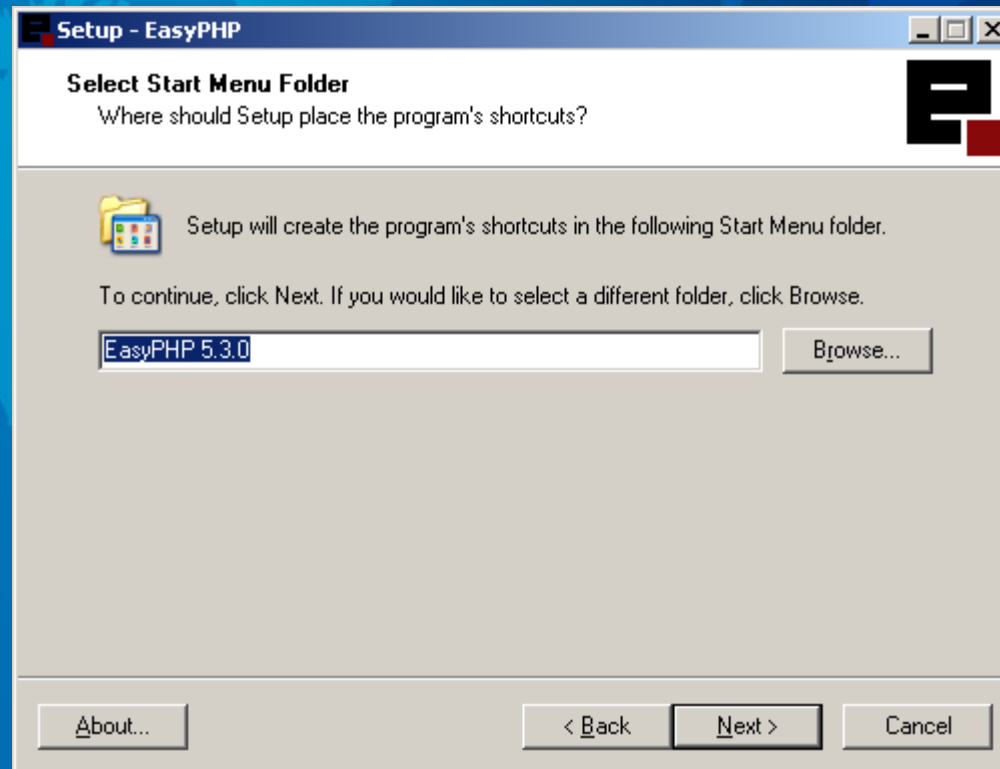 Setup - EasyPHP
Select Start Menu Folder
Where should Setup place the program's shortcuts?
Setup will create the program's shortcuts in the following Start Menu folder.
To continue, click Next. If you would like to select a different folder, click Browse.
EasyPHP 5.3.0
Browse...
About...
< Back
Next >
Cancel